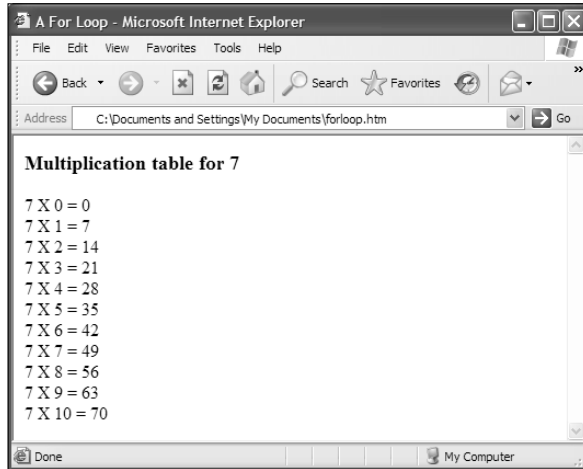 A For Loop - Microsoft Internet Explorer
File Edit View Favorites Tools Help
»
Back Search Favorites
Address C:\Documents and Settings\My Documents\forloop.htm Go
Multiplication table for 7
7 X 0 = 0
7 X 1 = 7
7 X 2 = 14
7 X 3 = 21
7 X 4 = 28
7 X 5 = 35
7 X 6 = 42
7 X 7 = 49
7 X 8 = 56
7 X 9 = 63
7 X 10 = 70
Done My Computer